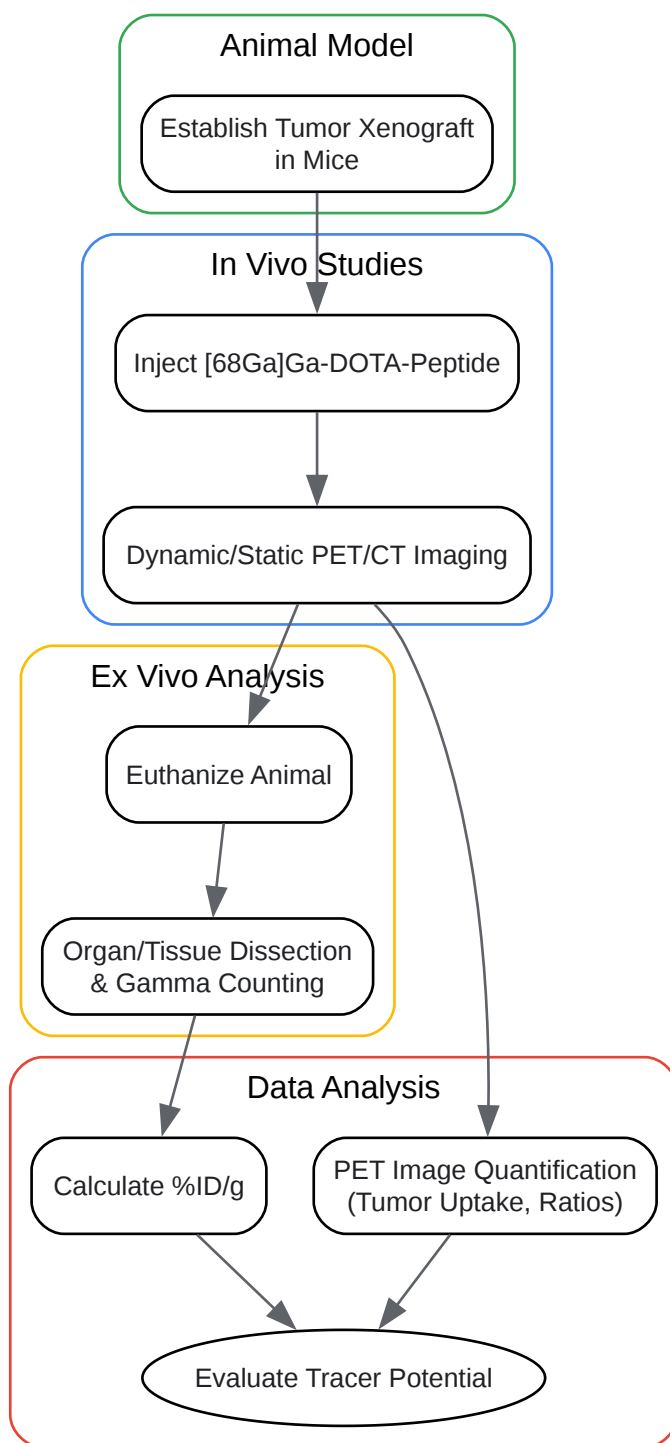 Animal Model
Establish Tumor Xenograft
in Mice
In Vivo Studies
Inject [68Ga]Ga-DOTA-Peptide
Dynamic/Static PET/CT Imaging
Ex Vivo Analysis
Euthanize Animal
Organ/Tissue Dissection
& Gamma Counting
Data Analysis
Calculate %ID/g
PET Image Quantification
(Tumor Uptake, Ratios)
Evaluate Tracer Potential